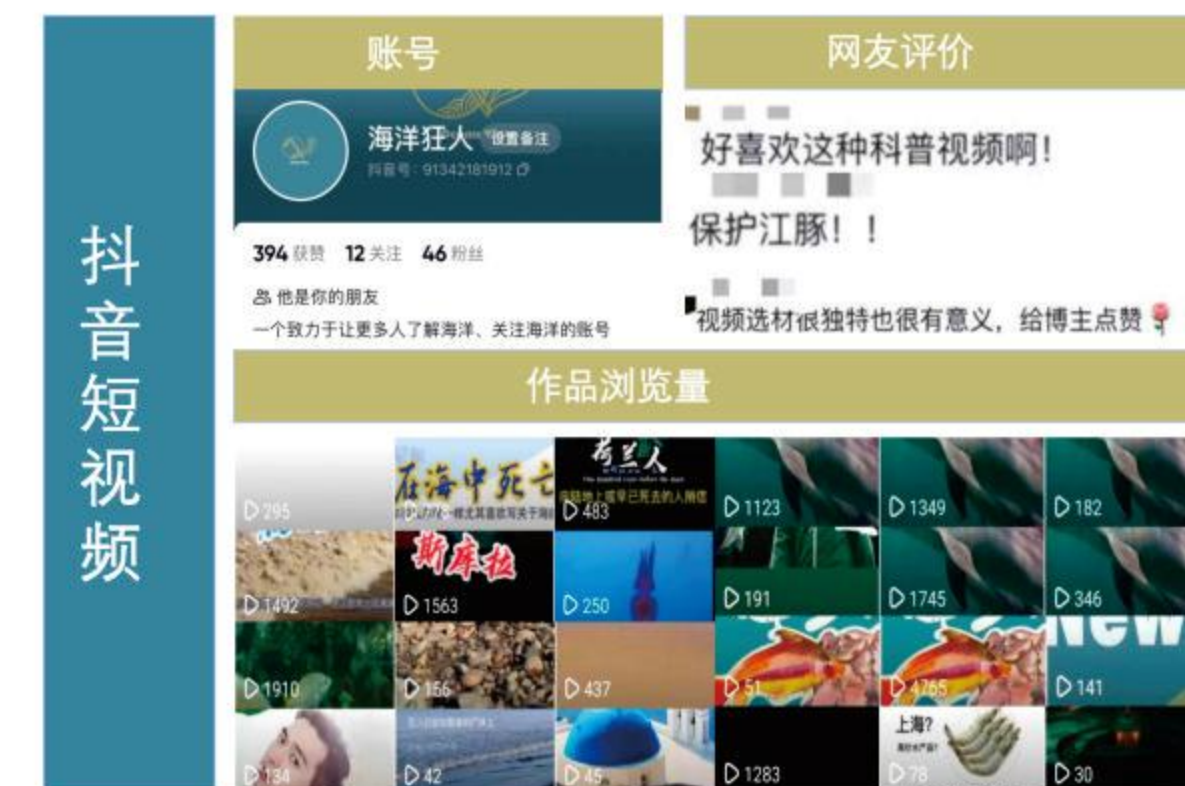 抖音短视频
账号
海洋狂人 设置备注
抖音号：91342181912
394 获赞 12 关注 46 粉丝
他是你的朋友
一个致力于让更多人了解海洋、关注海洋的账号
网友评价
好喜欢这种科普视频啊！
保护江豚！！
视频选材很独特也很有意义，给博主点赞
作品浏览量
在海中死亡
荷兰人
295
483
1123
1349
182
斯库拉
1492
1563
250
191
1745
346
New
1910
156
437
51
4765
141
上海？
134
42
45
1283
78
30